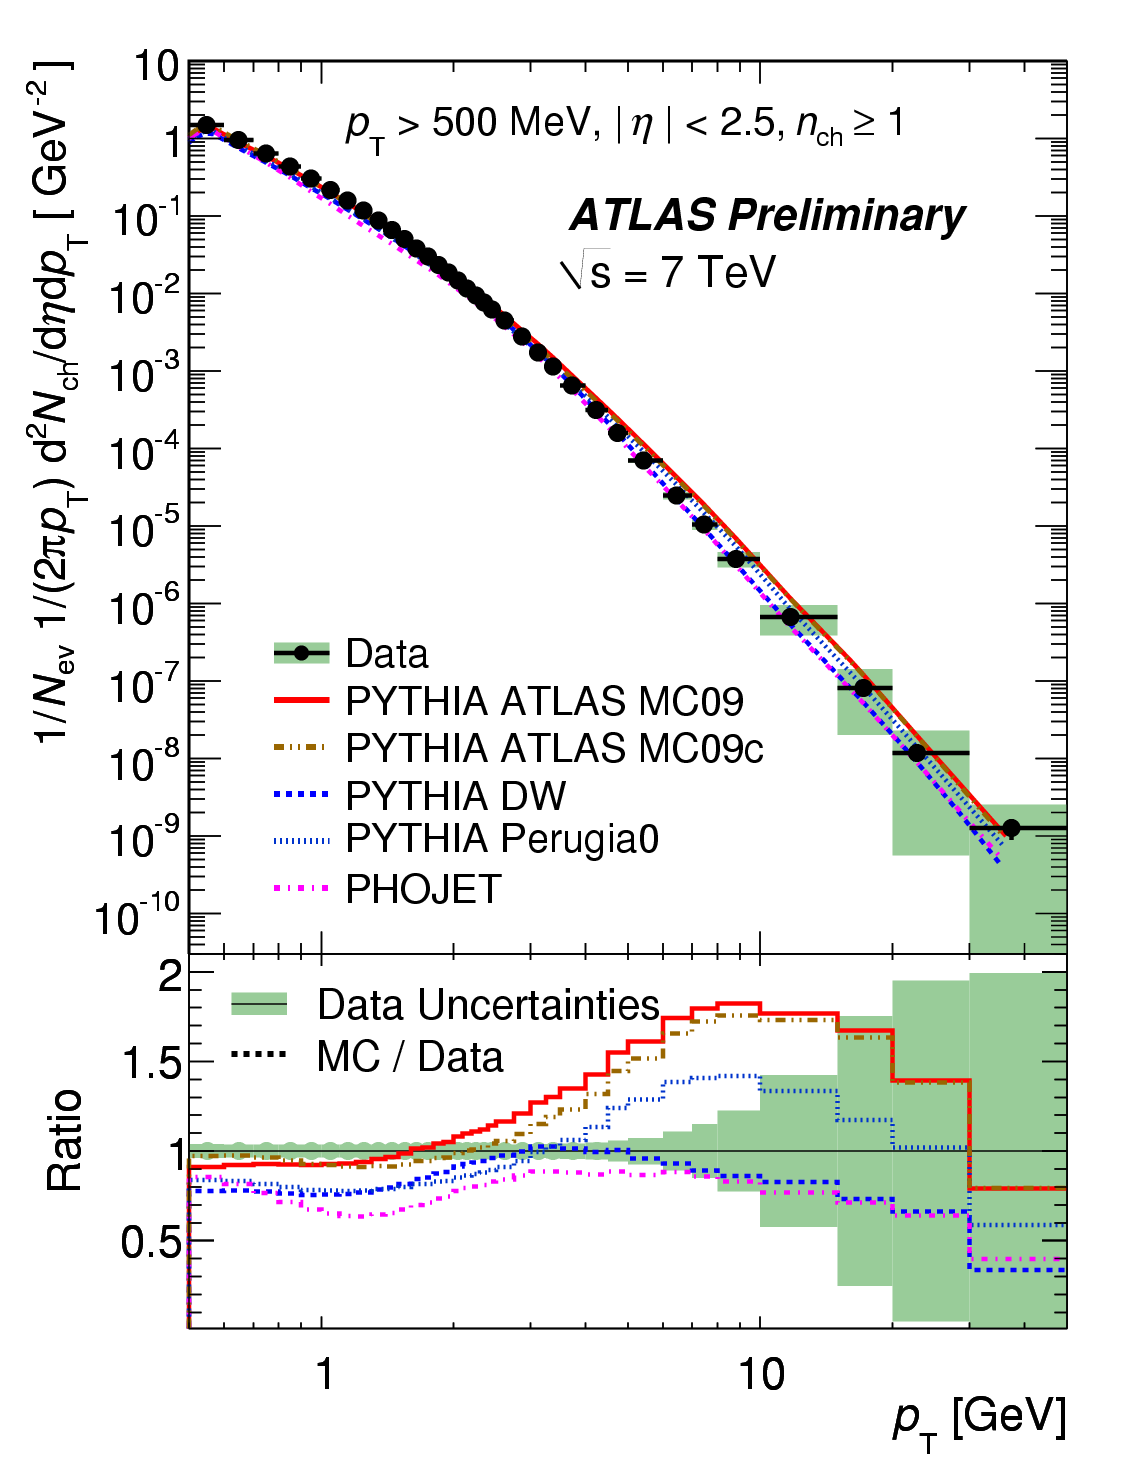 1/N_ev 1/(2πp_T) d²N_ch/dηdp_T [ GeV⁻² ]
10
1
10⁻¹
10⁻²
10⁻³
10⁻⁴
10⁻⁵
10⁻⁶
10⁻⁷
10⁻⁸
10⁻⁹
10⁻¹⁰
p_T > 500 MeV, | η | < 2.5, n_ch ≥ 1
ATLAS Preliminary
√s = 7 TeV
Data
PYTHIA ATLAS MC09
PYTHIA ATLAS MC09c
PYTHIA DW
PYTHIA Perugia0
PHOJET
Ratio
2
1.5
1
0.5
Data Uncertainties
MC / Data
1
10
p_T [GeV]